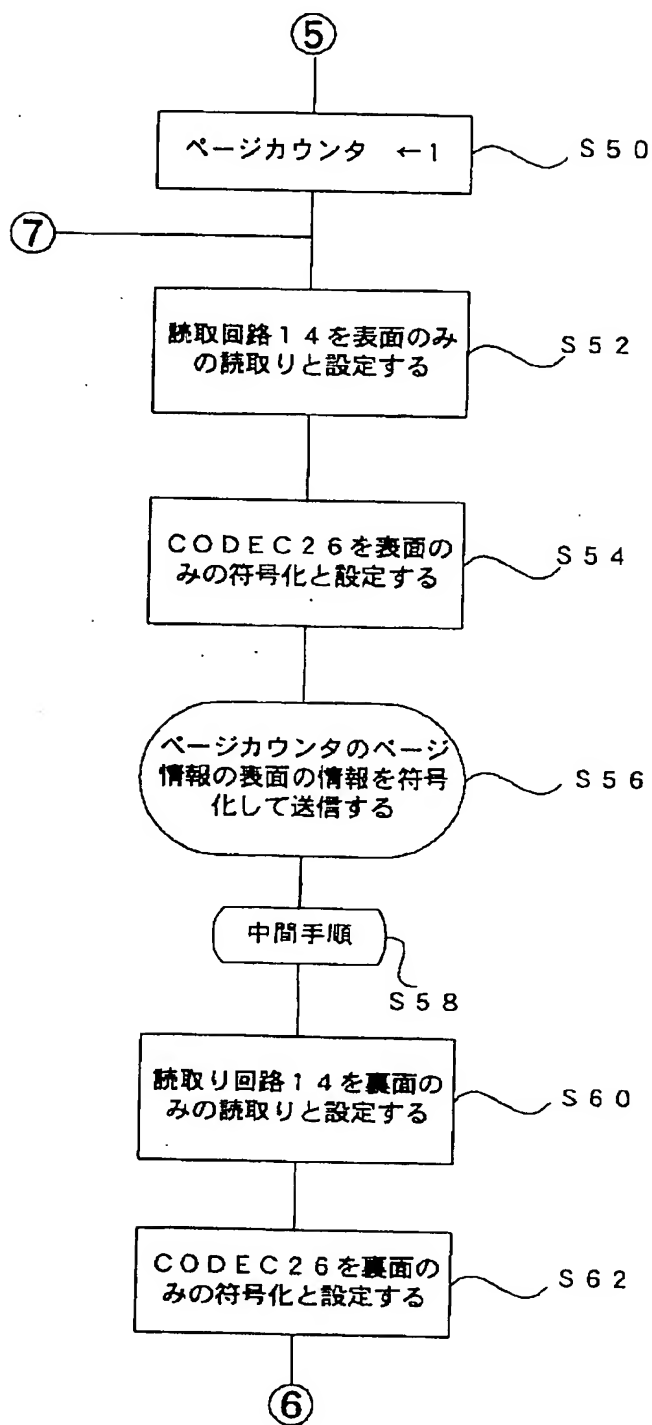 ⑤
ページカウンタ ←1
S50
⑦
読取回路14を表面のみ
の読取りと設定する
S52
CODEC26を表面の
みの符号化と設定する
S54
ページカウンタのページ
情報の表面の情報を符号
化して送信する
S56
中間手順
S58
読取り回路14を裏面の
みの読取りと設定する
S60
CODEC26を裏面の
みの符号化と設定する
S62
⑥